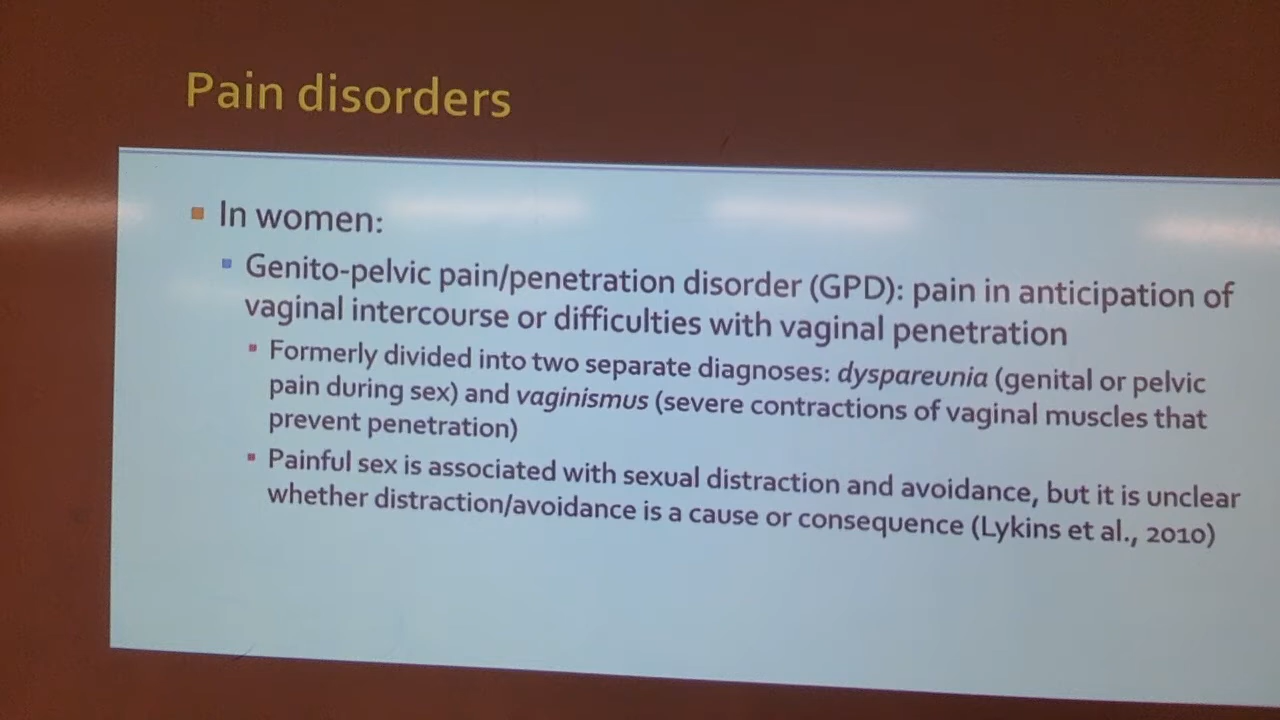 Pain disorders
In women:
Genito-pelvic pain/penetration disorder (GPD): pain in anticipation of
vaginal intercourse or difficulties with vaginal penetration
Formerly divided into two separate diagnoses: dyspareunia (genital or pelvic
pain during sex) and vaginismus (severe contractions of vaginal muscles that
prevent penetration)
Painful sex is associated with sexual distraction and avoidance, but it is unclear
whether distraction/avoidance is a cause or consequence (Lykins et al., 2010)